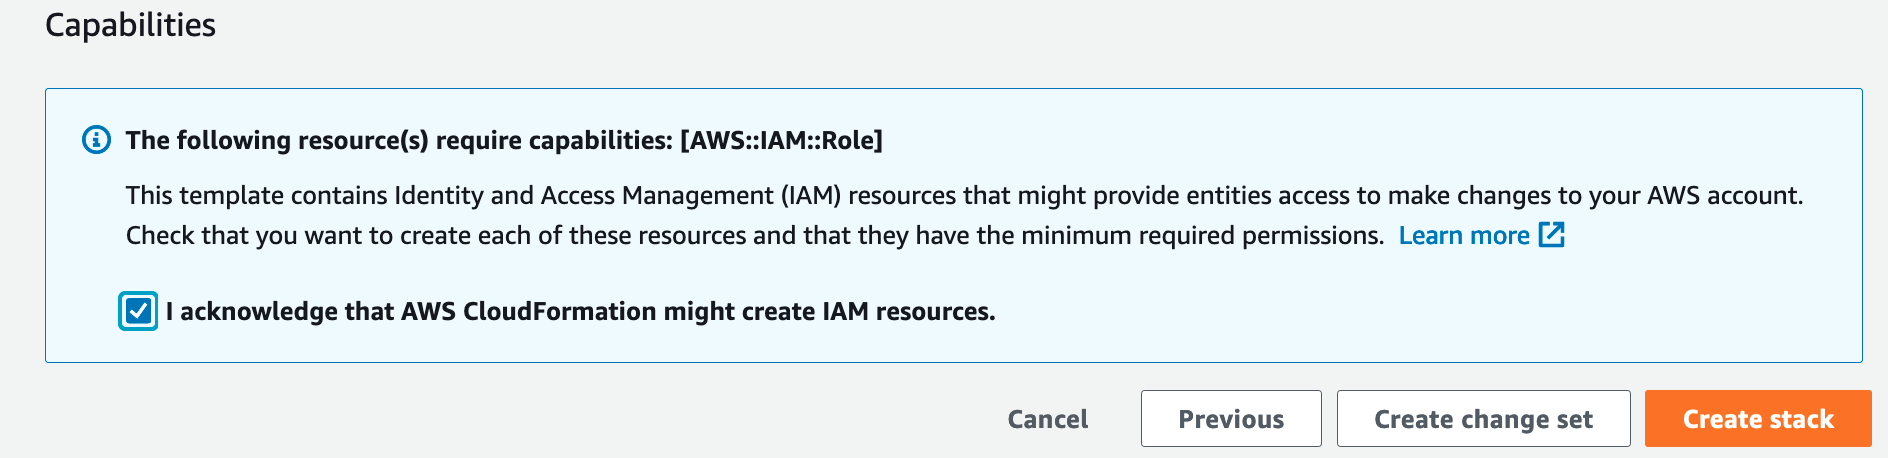 Capabilities
The following resource(s) require capabilities: [AWS::IAM::Role]
This template contains Identity and Access Management (IAM) resources that might provide entities access to make changes to your AWS account.
Check that you want to create each of these resources and that they have the minimum required permissions. Learn more
I acknowledge that AWS CloudFormation might create IAM resources.
Cancel Previous Create change set Create stack